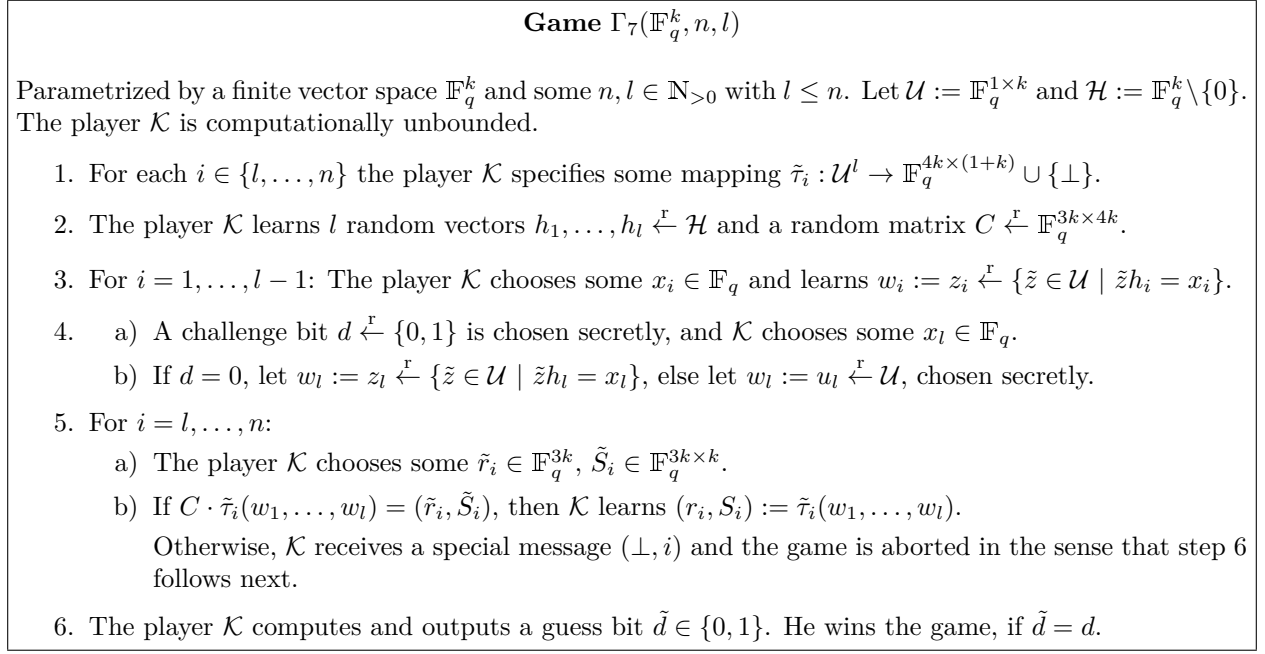 Game Γ₇(𝔽_q^k, n, l)
Parametrized by a finite vector space 𝔽_q^k and some n, l ∈ ℕ_{>0} with l ≤ n. Let 𝒰 := 𝔽_q^{1×k} and ℋ := 𝔽_q^k\{0}.
The player 𝒦 is computationally unbounded.
1. For each i ∈ {l, …, n} the player 𝒦 specifies some mapping τ̃_i : 𝒰^l → 𝔽_q^{4k×(1+k)} ∪ {⊥}.
2. The player 𝒦 learns l random vectors h_1, …, h_l ←^r ℋ and a random matrix C ←^r 𝔽_q^{3k×4k}.
3. For i = 1, …, l − 1: The player 𝒦 chooses some x_i ∈ 𝔽_q and learns w_i := z_i ←^r {z̃ ∈ 𝒰 | z̃h_i = x_i}.
4. a) A challenge bit d ←^r {0, 1} is chosen secretly, and 𝒦 chooses some x_l ∈ 𝔽_q.
b) If d = 0, let w_l := z_l ←^r {z̃ ∈ 𝒰 | z̃h_l = x_l}, else let w_l := u_l ←^r 𝒰, chosen secretly.
5. For i = l, …, n:
a) The player 𝒦 chooses some r̃_i ∈ 𝔽_q^{3k}, S̃_i ∈ 𝔽_q^{3k×k}.
b) If C · τ̃_i(w_1, …, w_l) = (r̃_i, S̃_i), then 𝒦 learns (r_i, S_i) := τ̃_i(w_1, …, w_l).
Otherwise, 𝒦 receives a special message (⊥, i) and the game is aborted in the sense that step 6
follows next.
6. The player 𝒦 computes and outputs a guess bit d̃ ∈ {0, 1}. He wins the game, if d̃ = d.